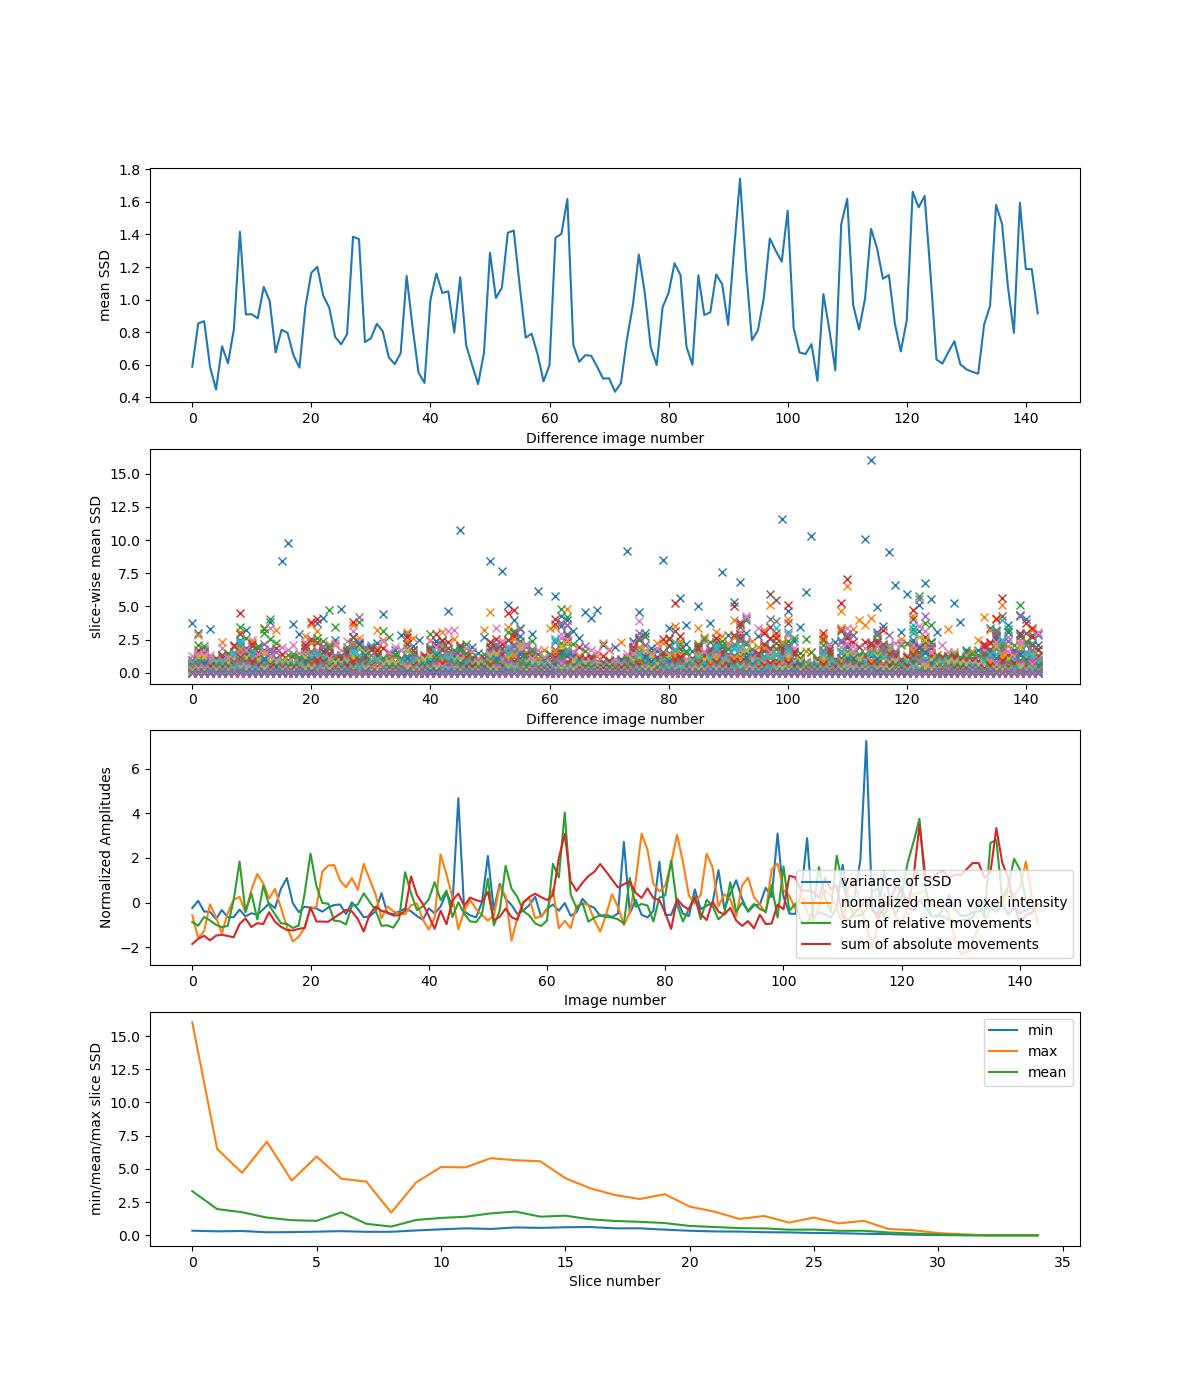 1.8
1.6
1.4
1.2
1.0
0.8
0.6
0.4
mean SSD
0 20 40 60 80 100 120 140
Difference image number
15.0
12.5
10.0
7.5
5.0
2.5
0.0
slice-wise mean SSD
0 20 40 60 80 100 120 140
Difference image number
6
4
2
0
−2
Normalized Amplitudes
variance of SSD
normalized mean voxel intensity
sum of relative movements
sum of absolute movements
0 20 40 60 80 100 120 140
Image number
15.0
12.5
10.0
7.5
5.0
2.5
0.0
min/mean/max slice SSD
min
max
mean
0 5 10 15 20 25 30 35
Slice number